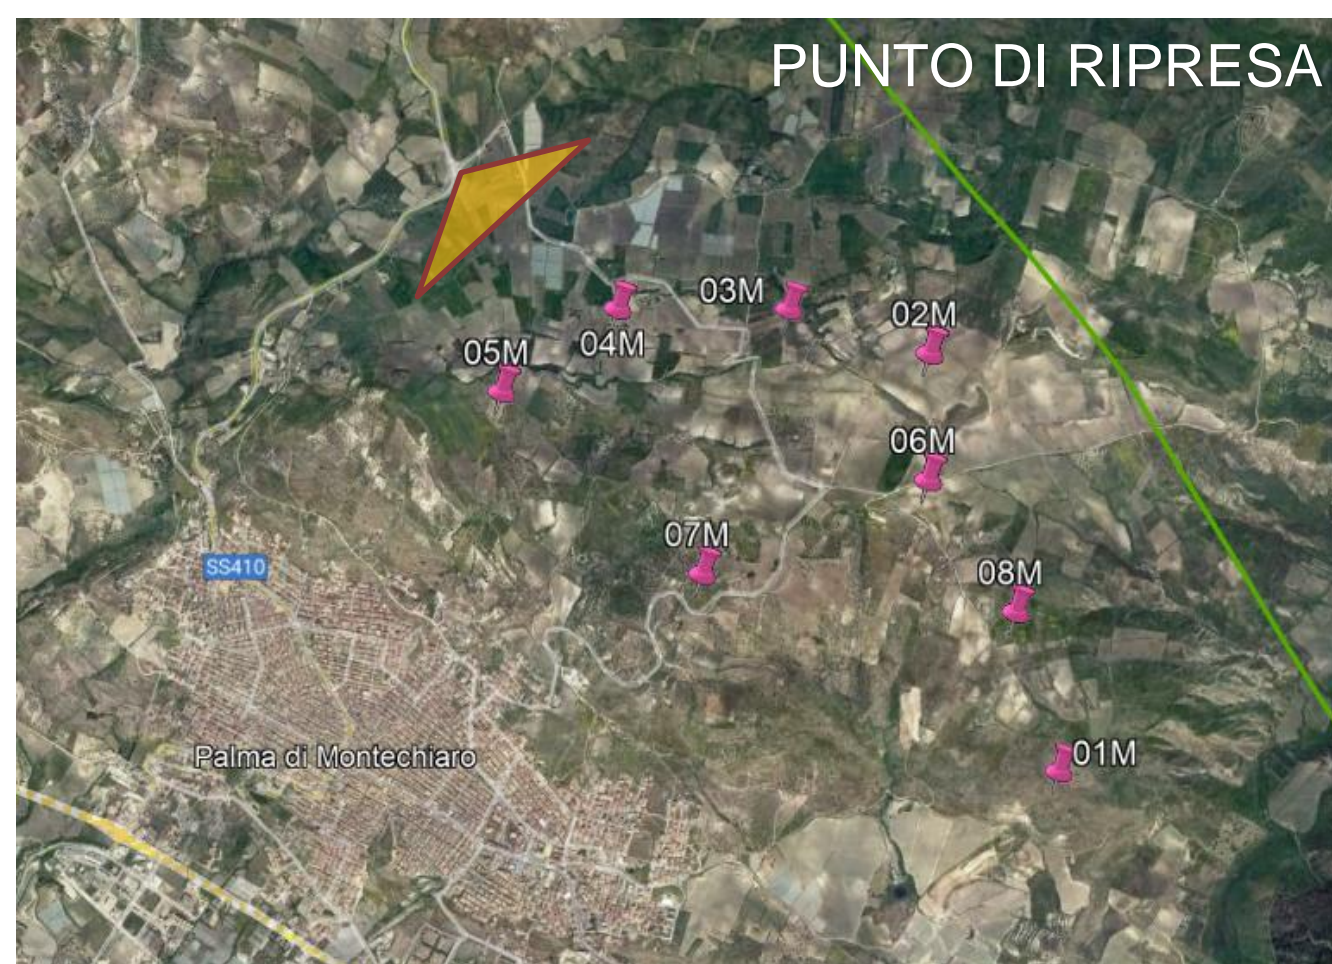 PUNTO DI RIPRESA
03M
02M
04M
05M
06M
07M
SS410
08M
Palma di Montechiaro
01M